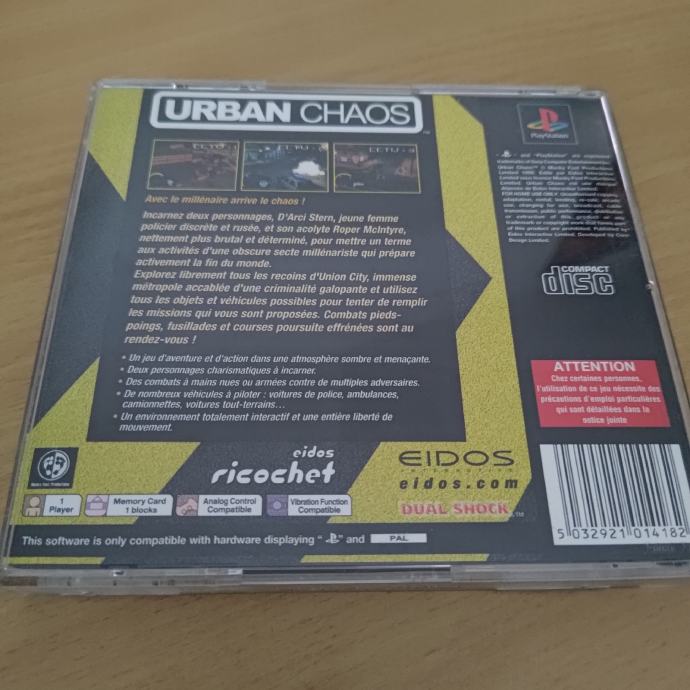 URBAN CHAOS
Avec le millénaire arrive le chaos !
Incarnez deux personnages, D'Arci Stern, jeune femme
policier discrète et rusée, et son acolyte Roper McIntyre,
nettement plus brutal et déterminé, pour mettre un terme
aux activités d'une obscure secte millénariste qui prépare
activement la fin du monde.
Explorez librement tous les recoins d'Union City, immense
métropole accablée d'une criminalité galopante et utilisez
tous les objets et véhicules possibles pour tenter de remplir
les missions qui vous sont proposées. Combats pieds-
poings, fusillades et courses poursuite effrénées sont au
rendez-vous !
• Un jeu d'aventure et d'action dans une atmosphère sombre et menaçante.
• Deux personnages charismatiques à incarner.
• Des combats à mains nues ou armées contre de multiples adversaires.
• De nombreux véhicules à piloter : voitures de police, ambulances,
camionnettes, voitures tout-terrains…
• Un environnement totalement interactif et une entière liberté de
mouvement.
eidos
ricochet
EIDOS
INTERACTIVE
eidos.com
DUAL SHOCK™
1
Player
Memory Card
1 blocks
Analog Control
Compatible
Vibration Function
Compatible
This software is only compatible with hardware displaying " " and PAL
PlayStation
COMPACT
disc
ATTENTION
Chez certaines personnes,
l'utilisation de ce jeu nécessite des
précautions d'emploi particulières
qui sont détaillées dans la
notice jointe
5 032921 014182